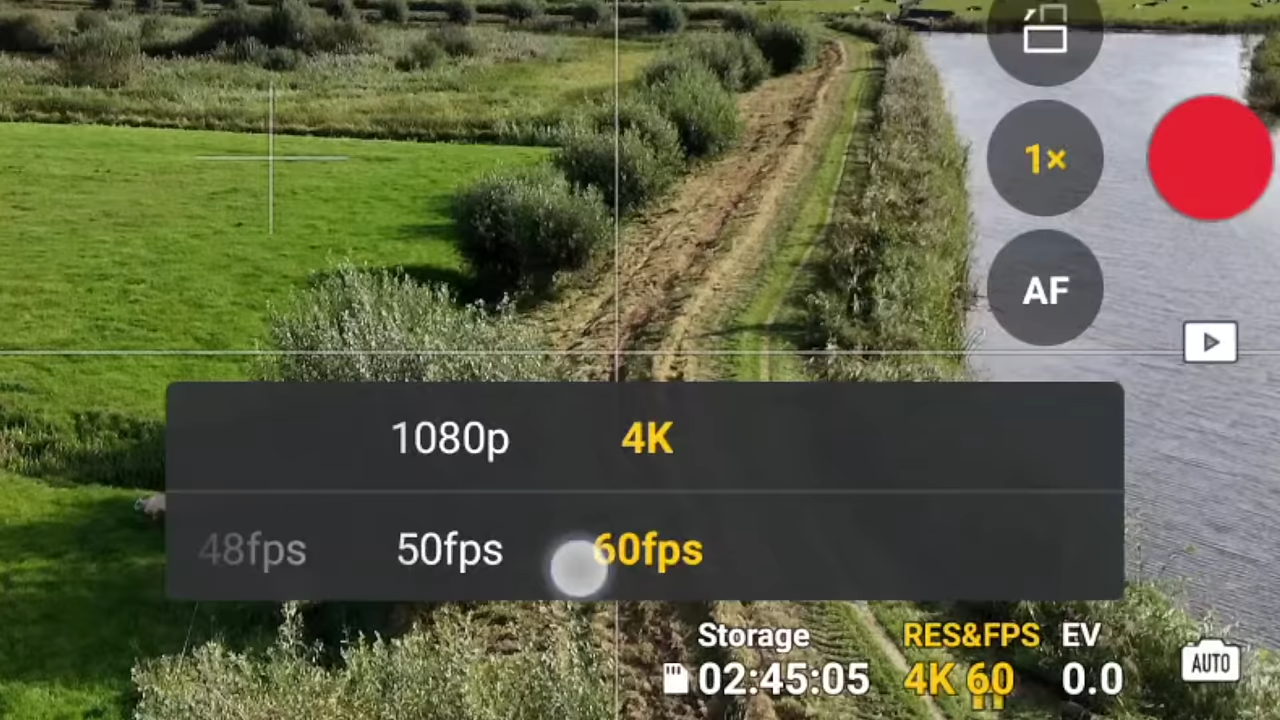 1×
AF
1080p 4K
48fps 50fps 60fps
Storage RES&FPS EV
02:45:05 4K 60 0.0
AUTO